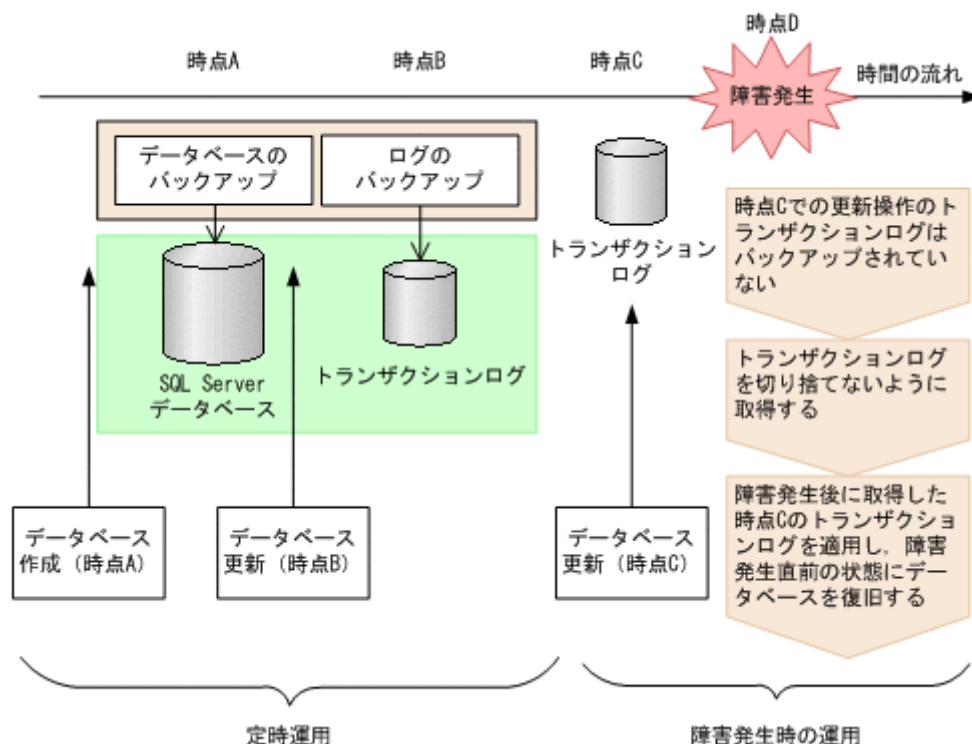 時点D
時点A
時点B
時点C
障害発生
時間の流れ
データベースの
バックアップ
ログの
バックアップ
トランザクション
ログ
SQL Server
データベース
トランザクションログ
データベース
作成（時点A）
データベース
更新（時点B）
データベース
更新（時点C）
時点Cでの更新操作のト
ランザクションログは
バックアップされてい
ない
トランザクションログ
を切り捨てないように
取得する
障害発生後に取得した
時点Cのトランザクショ
ンログを適用し，障害
発生直前の状態にデー
タベースを復旧する
定時運用
障害発生時の運用